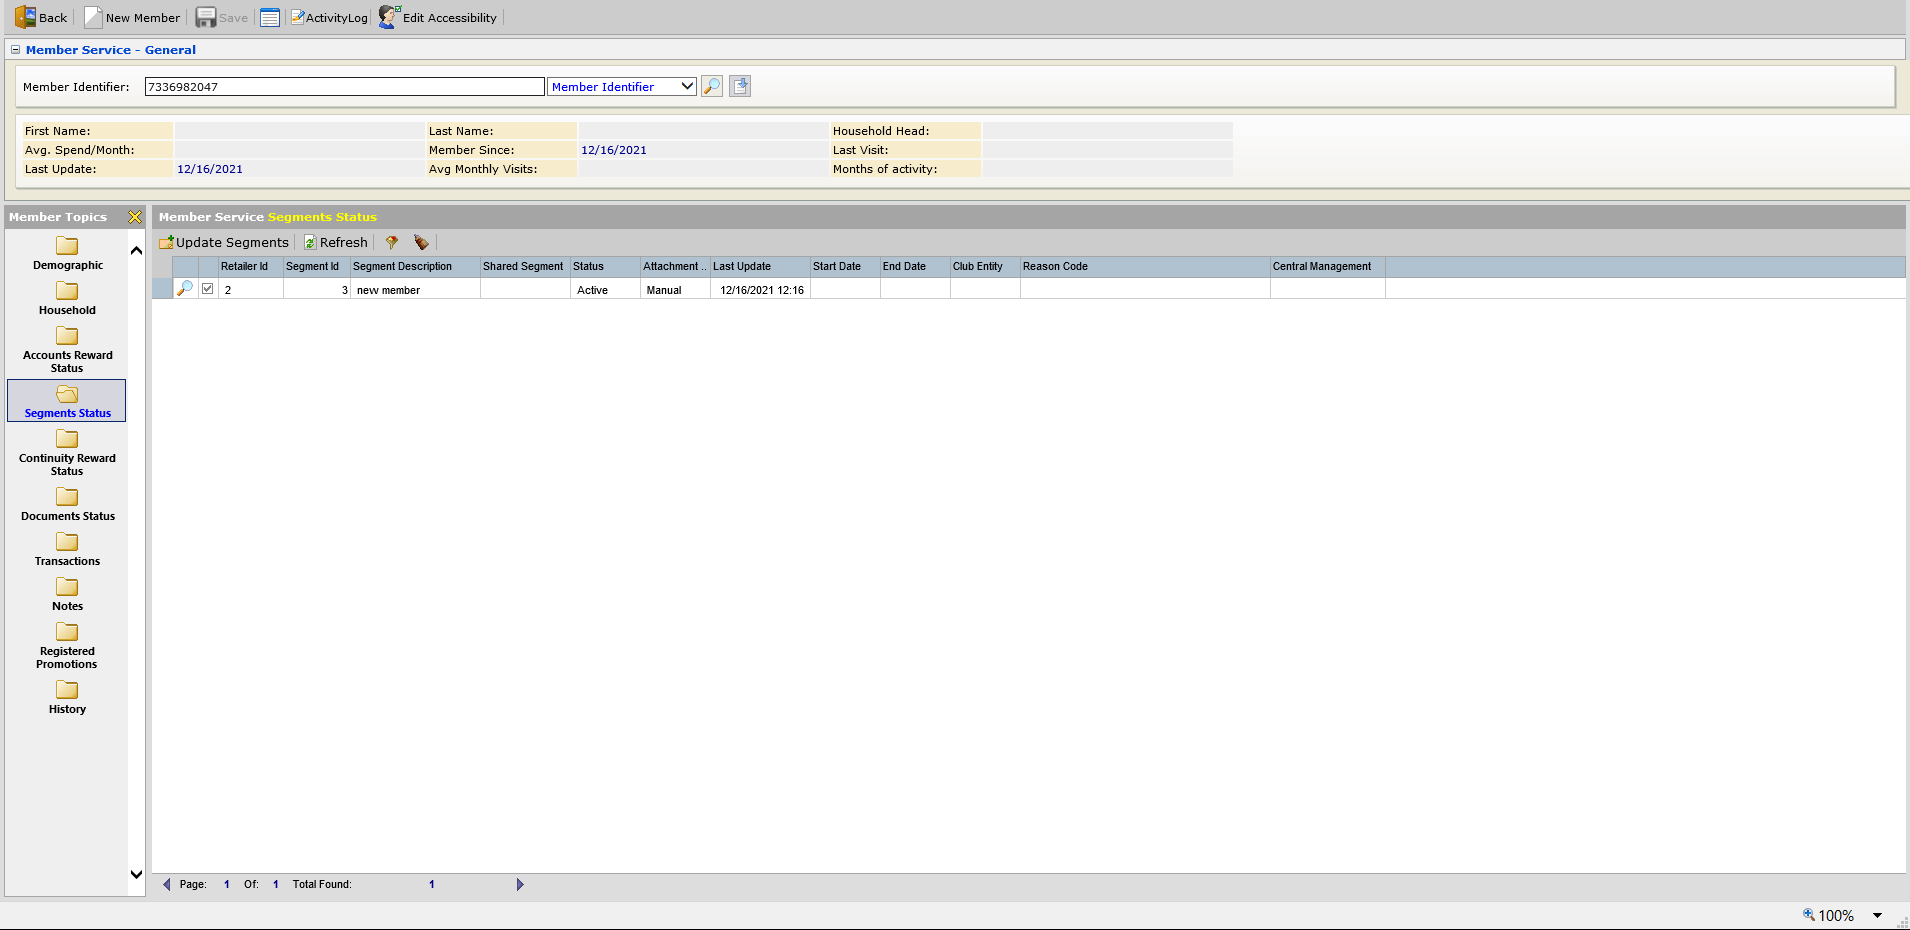 Back New Member Save ActivityLog Edit Accessibility
Member Service - General
Member Identifier: 7336982047 Member Identifier
First Name: Last Name: Household Head:
Avg. Spend/Month: Member Since: 12/16/2021 Last Visit:
Last Update: 12/16/2021 Avg Monthly Visits: Months of activity:
Member Topics
Demographic
Household
Accounts Reward
Status
Segments Status
Continuity Reward
Status
Documents Status
Transactions
Notes
Registered
Promotions
History
Member Service Segments Status
Update Segments Refresh
Retailer Id Segment Id Segment Description Shared Segment Status Attachment .. Last Update Start Date End Date Club Entity Reason Code Central Management
2 3 new member Active Manual 12/16/2021 12:16
Page: 1 Of: 1 Total Found: 1
100%